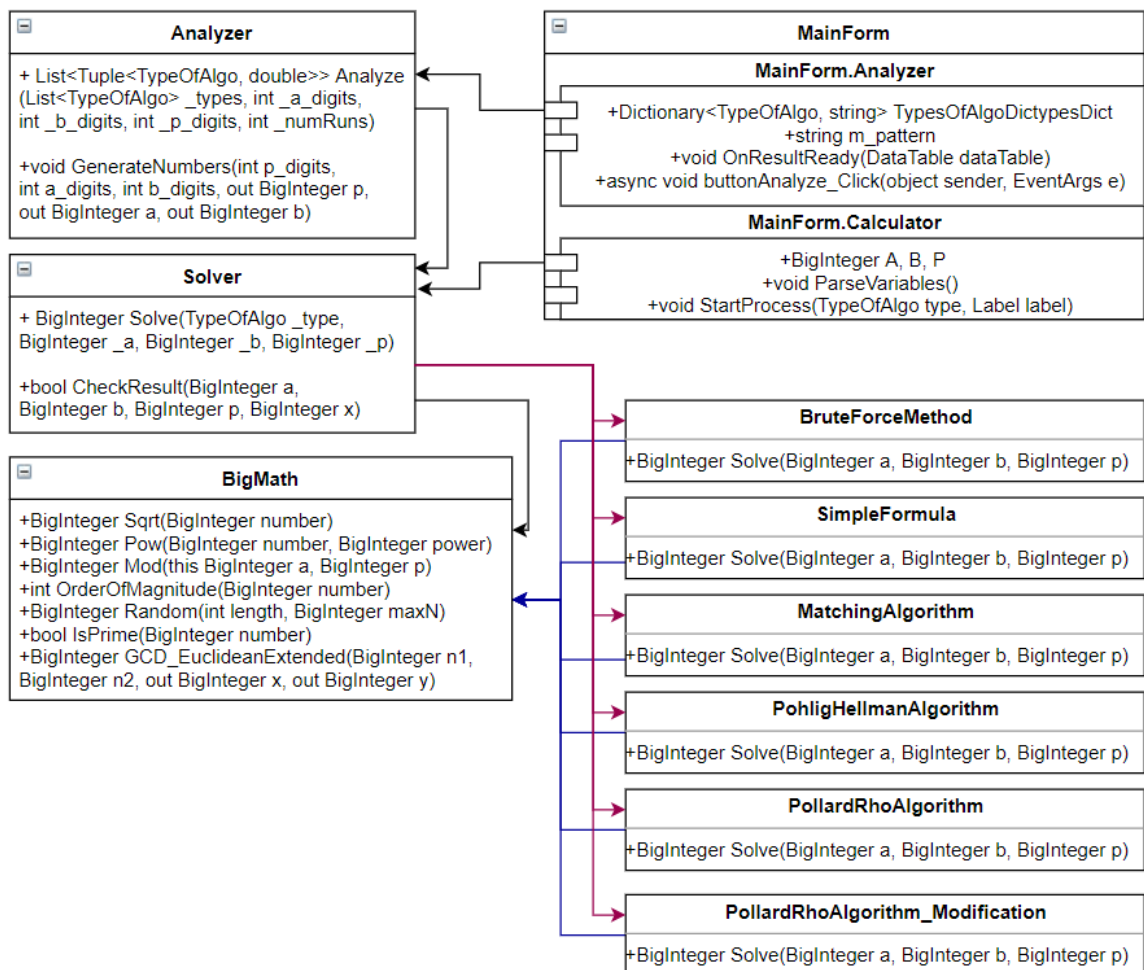 Analyzer
+ List<Tuple<TypeOfAlgo, double>> Analyze
(List<TypeOfAlgo> _types, int _a_digits,
int _b_digits, int _p_digits, int _numRuns)
+void GenerateNumbers(int p_digits,
int a_digits, int b_digits, out BigInteger p,
out BigInteger a, out BigInteger b)
MainForm
MainForm.Analyzer
+Dictionary<TypeOfAlgo, string> TypesOfAlgoDictypesDict
+string m_pattern
+void OnResultReady(DataTable dataTable)
+async void buttonAnalyze_Click(object sender, EventArgs e)
MainForm.Calculator
+BigInteger A, B, P
+void ParseVariables()
+void StartProcess(TypeOfAlgo type, Label label)
Solver
+ BigInteger Solve(TypeOfAlgo _type,
BigInteger _a, BigInteger _b, BigInteger _p)
+bool CheckResult(BigInteger a,
BigInteger b, BigInteger p, BigInteger x)
BigMath
+BigInteger Sqrt(BigInteger number)
+BigInteger Pow(BigInteger number, BigInteger power)
+BigInteger Mod(this BigInteger a, BigInteger p)
+int OrderOfMagnitude(BigInteger number)
+BigInteger Random(int length, BigInteger maxN)
+bool IsPrime(BigInteger number)
+BigInteger GCD_EuclideanExtended(BigInteger n1,
BigInteger n2, out BigInteger x, out BigInteger y)
BruteForceMethod
+BigInteger Solve(BigInteger a, BigInteger b, BigInteger p)
SimpleFormula
+BigInteger Solve(BigInteger a, BigInteger b, BigInteger p)
MatchingAlgorithm
+BigInteger Solve(BigInteger a, BigInteger b, BigInteger p)
PohligHellmanAlgorithm
+BigInteger Solve(BigInteger a, BigInteger b, BigInteger p)
PollardRhoAlgorithm
+BigInteger Solve(BigInteger a, BigInteger b, BigInteger p)
PollardRhoAlgorithm_Modification
+BigInteger Solve(BigInteger a, BigInteger b, BigInteger p)